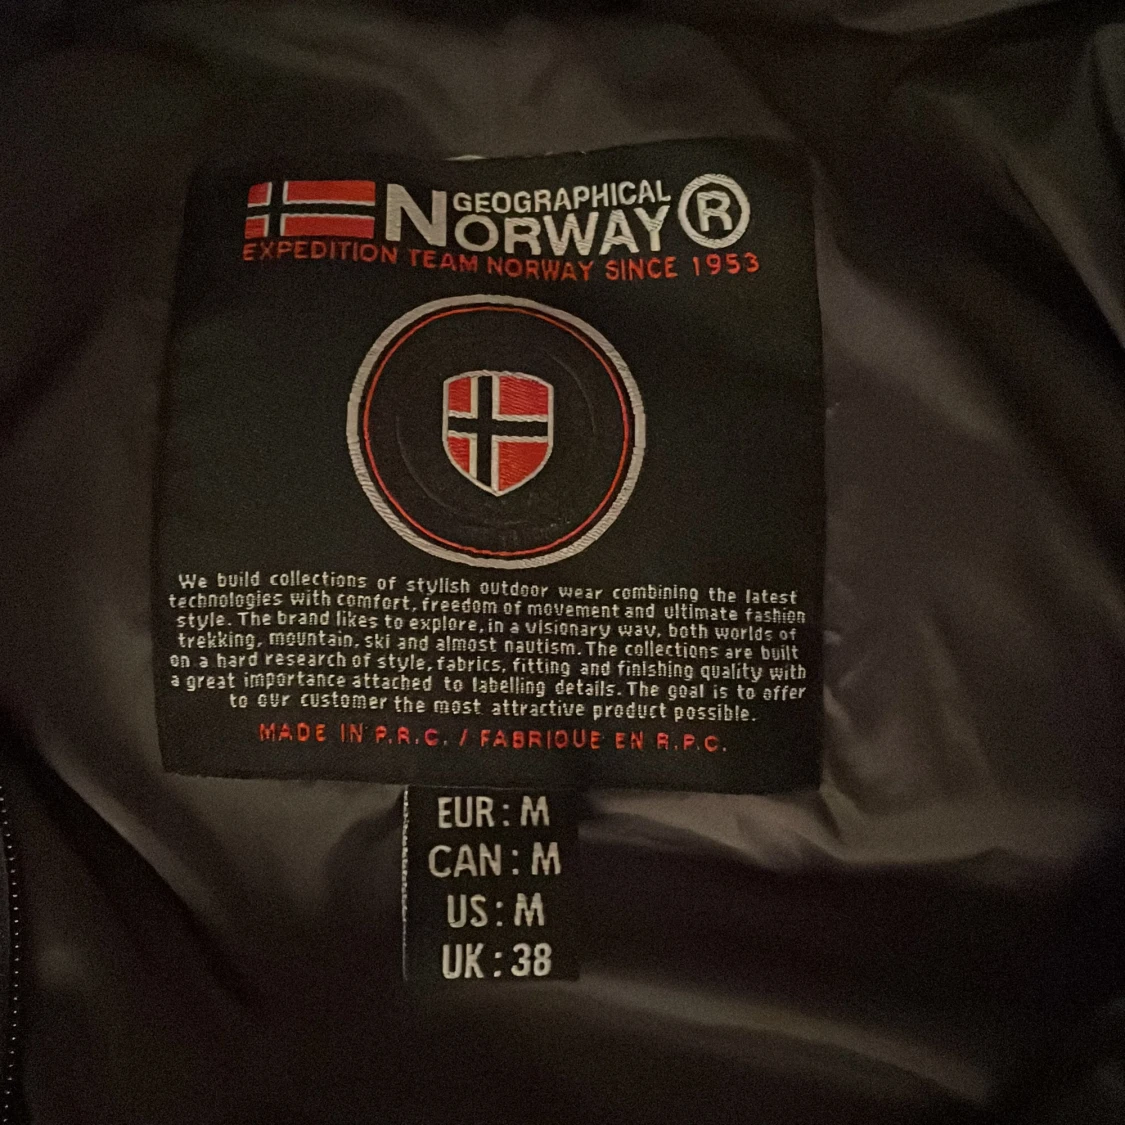 GEOGRAPHICAL
NORWAY ®
EXPEDITION TEAM NORWAY SINCE 1953
We build collections of stylish outdoor wear combining the latest
technologies with comfort, freedom of movement and ultimate fashion
style. The brand likes to explore, in a visionary wav, both worlds of
trekking, mountain, ski and almost nautism. The collections are built
on a hard research of style, fabrics, fitting and finishing quality with
a great importance attached to labelling details. The goal is to offer
to our customer the most attractive product possible.
MADE IN P.R.C. / FABRIQUE EN R.P.C.
EUR : M
CAN : M
US : M
UK : 38